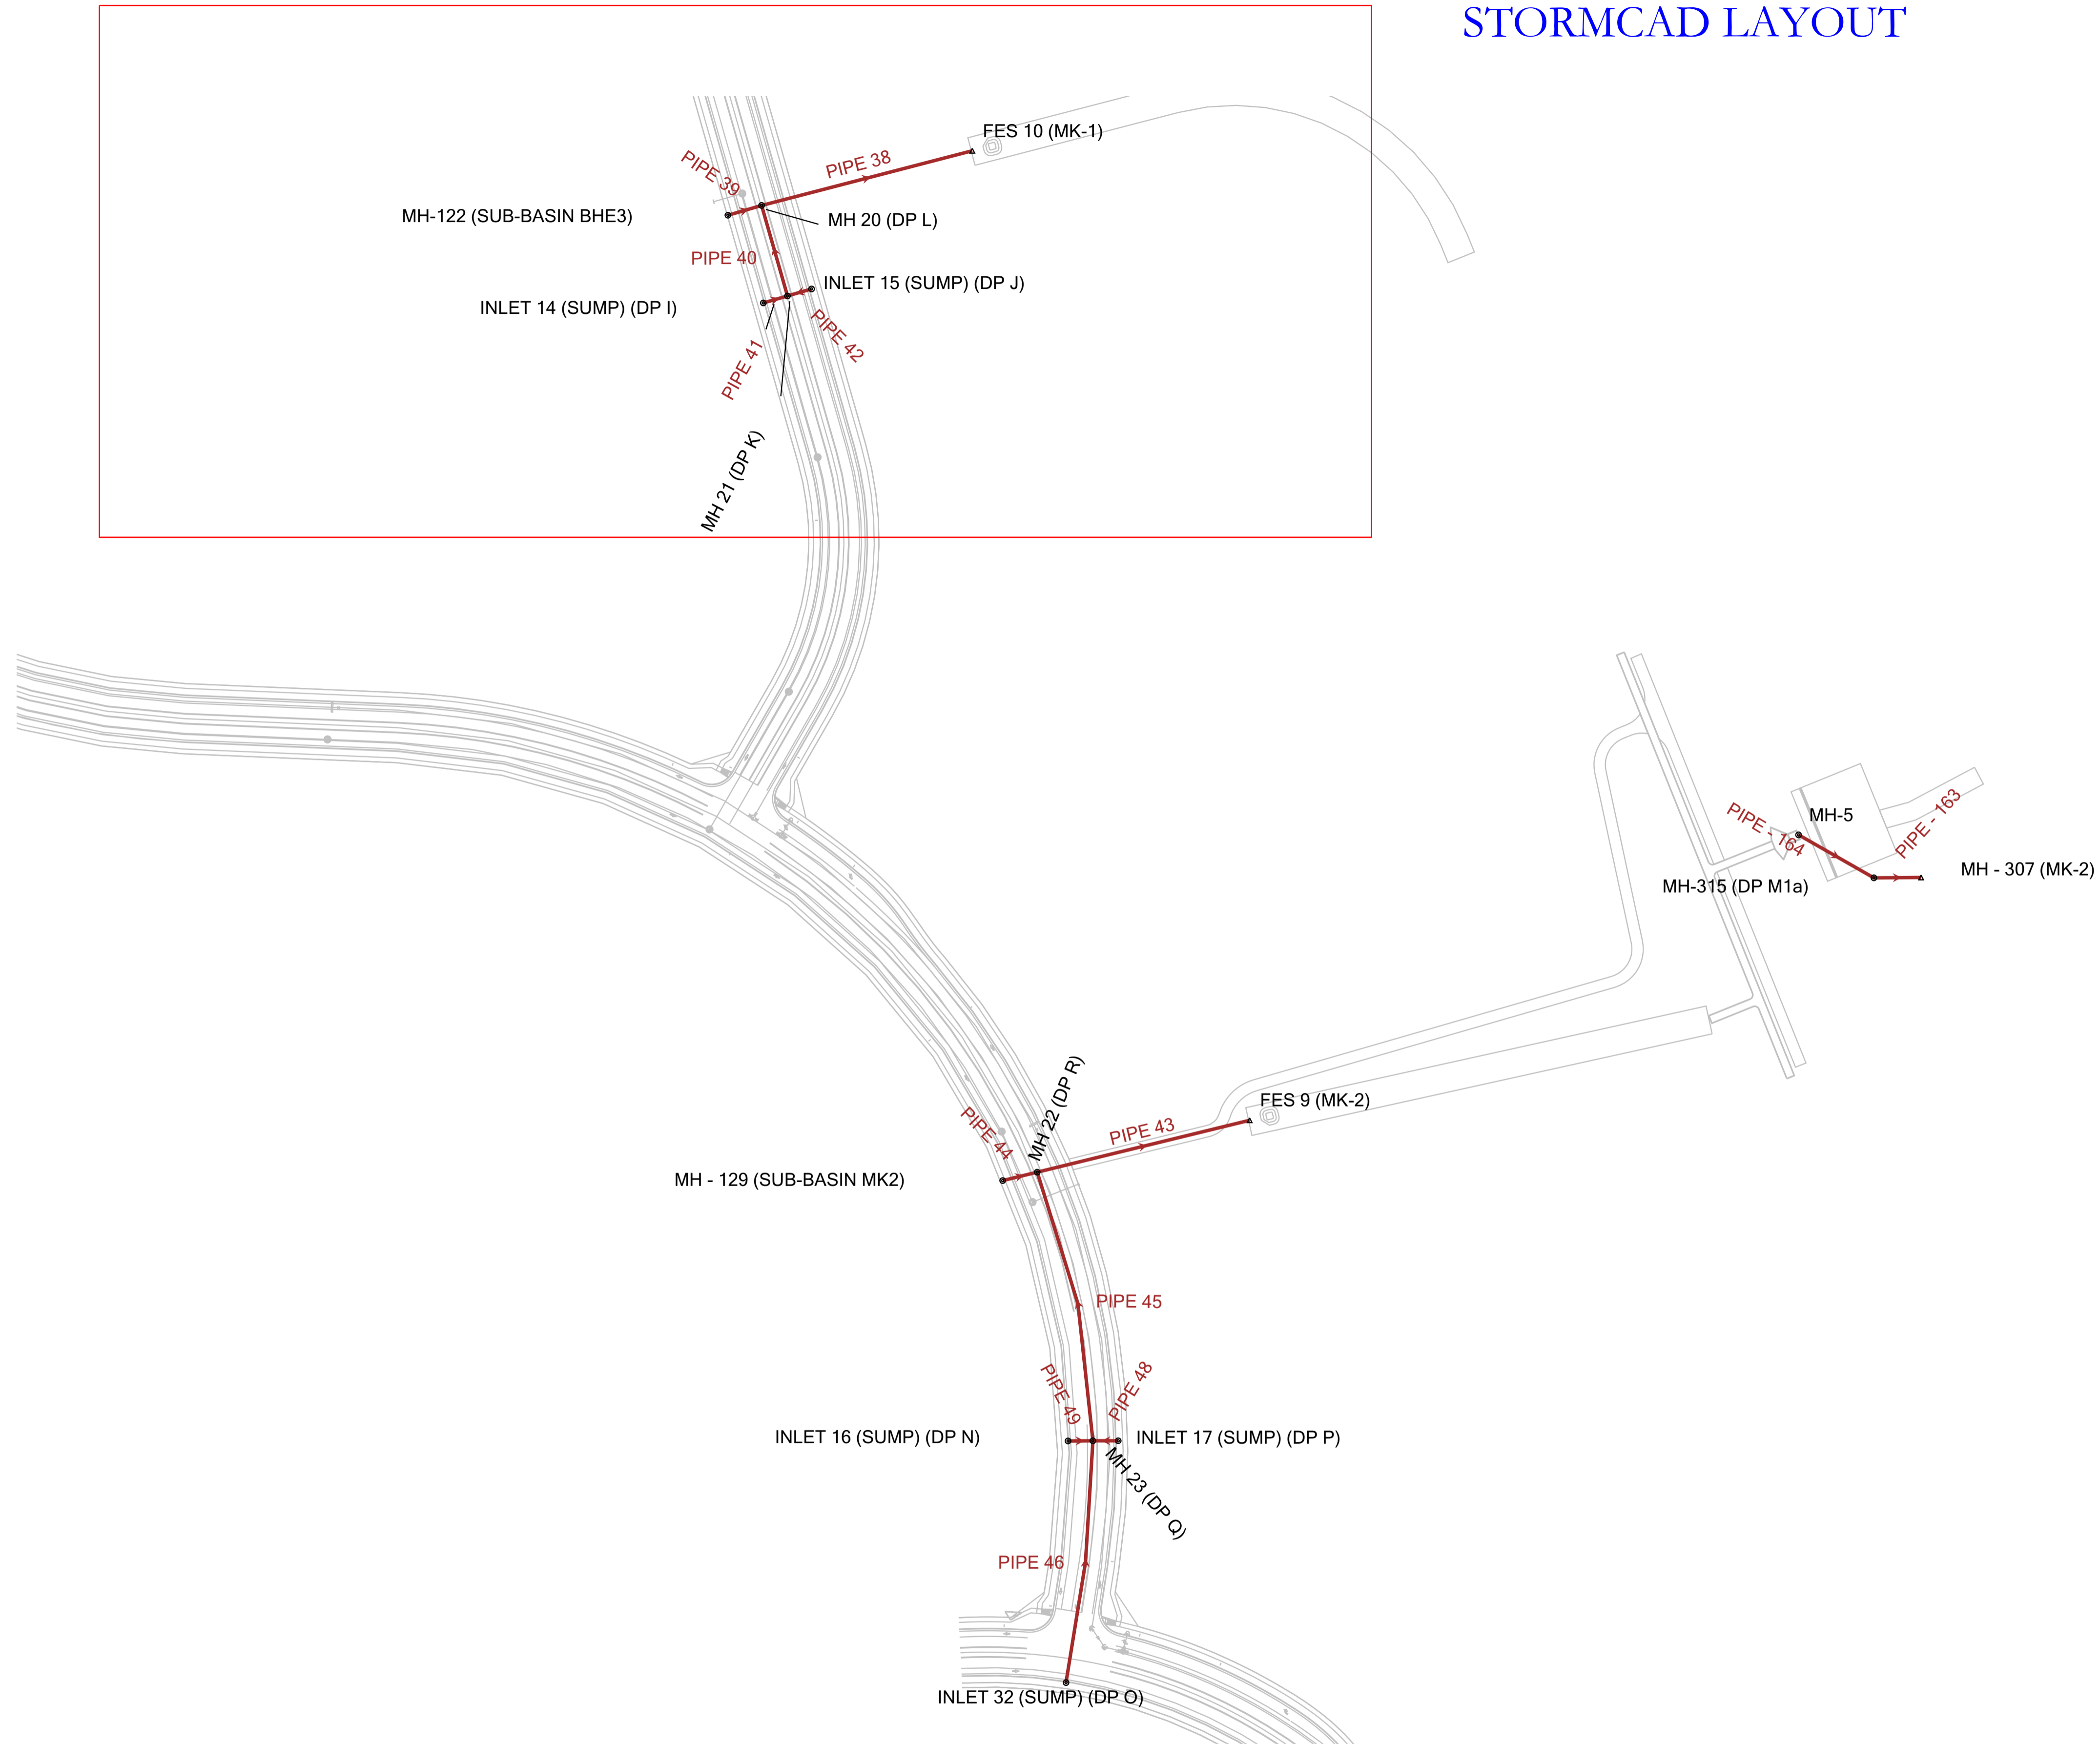 STORMCAD LAYOUT
FES 10 (MK-1)
PIPE 38
PIPE 39
MH-122 (SUB-BASIN BHE3)
MH 20 (DP L)
PIPE 40
INLET 15 (SUMP) (DP J)
INLET 14 (SUMP) (DP I)
PIPE 42
PIPE 41
MH 21 (DP K)
MH-5
PIPE - 163
PIPE - 164
MH - 307 (MK-2)
MH-315 (DP M1a)
FES 9 (MK-2)
MH 22 (DP R)
PIPE 43
PIPE 44
MH - 129 (SUB-BASIN MK2)
PIPE 45
PIPE 48
PIPE 49
INLET 16 (SUMP) (DP N)
INLET 17 (SUMP) (DP P)
MH 23 (DP Q)
PIPE 46
INLET 32 (SUMP) (DP O)